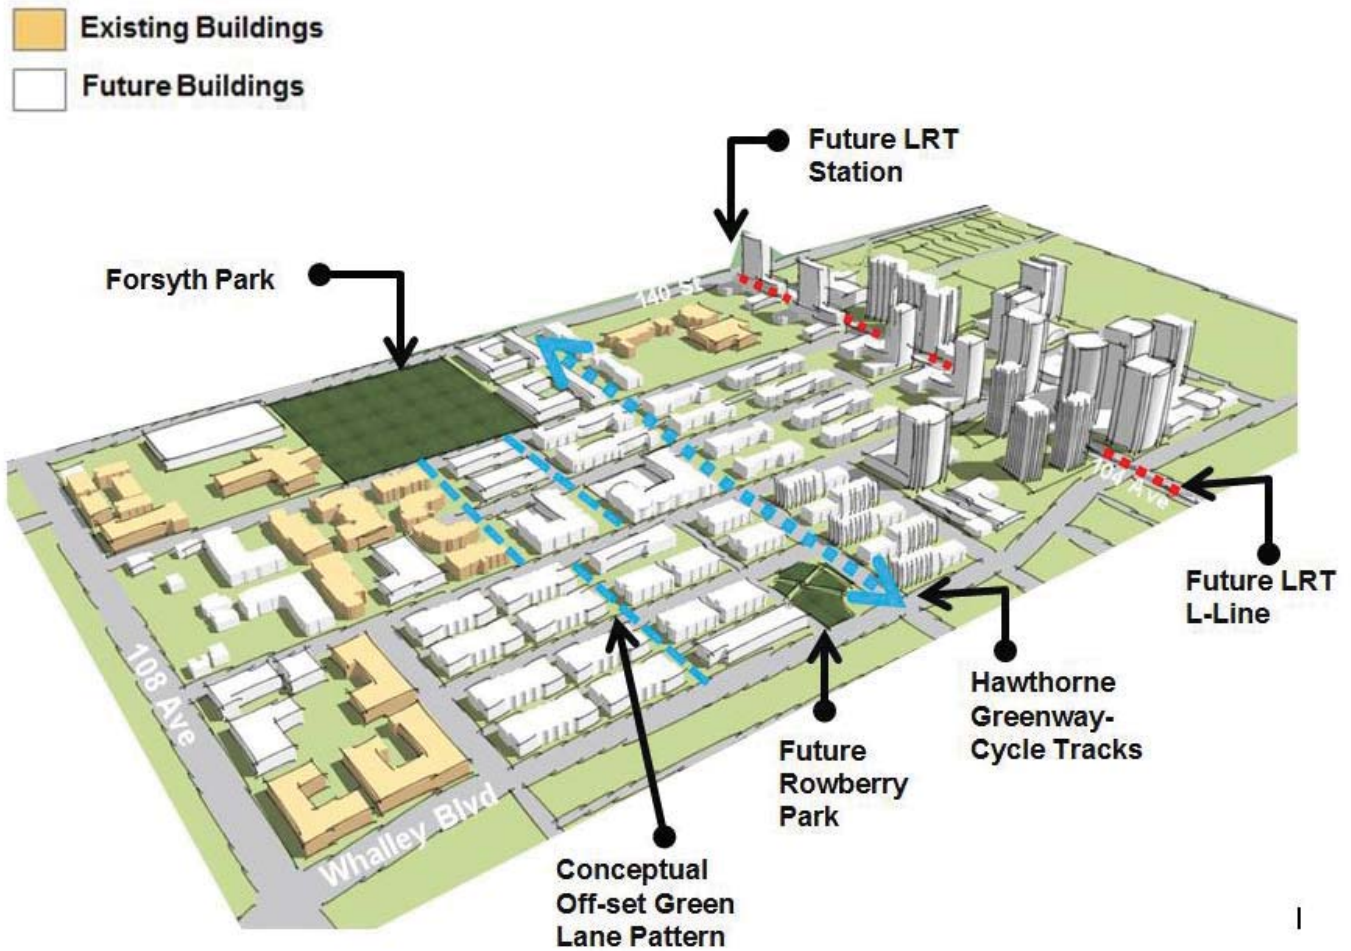 Existing Buildings
Future Buildings
Future LRT
Station
Forsyth Park
140 St
104 Ave
Future LRT
L-Line
Hawthorne
Greenway-
Cycle Tracks
108 Ave
Future
Rowberry
Park
Whalley Blvd
Conceptual
Off-set Green
Lane Pattern